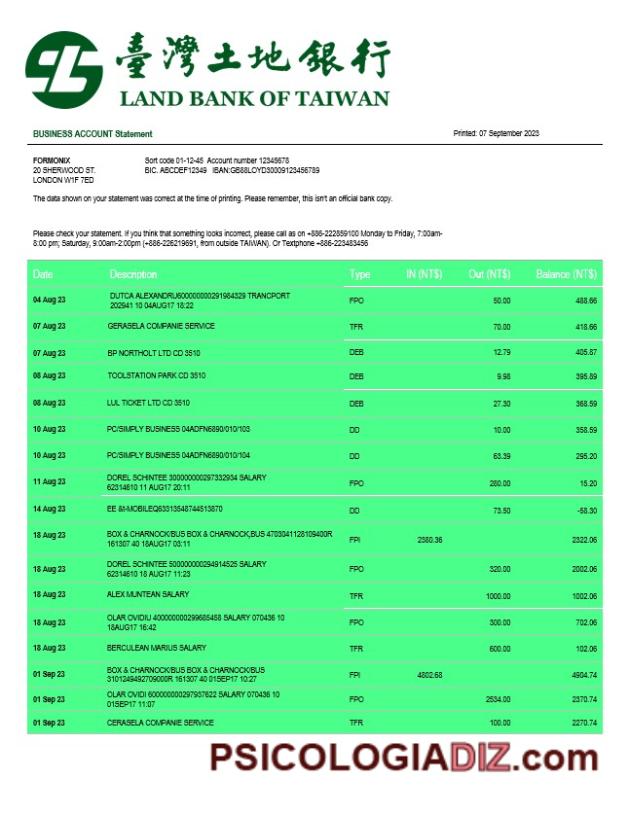 臺灣土地銀行
LAND BANK OF TAIWAN
BUSINESS ACCOUNT Statement Printed: 07 September 2023
FORMONIX Sort code 01-12-45 Account number 12345678
20 SHERWOOD ST. BIC. ABCDEF12349 IBAN:GB88LOYD30009123456789
LONDON W1F 7ED
The data shown on your statement was correct at the time of printing. Please remember, this isn't an official bank copy.
Please check your statement. If you think that something looks incorrect, please call as on +886-222859100 Monday to Friday, 7:00am-
8:00 pm; Saturday, 9:00am-2:00pm (+886-226219691, from outside TAIWAN). Or Textphone +886-223483456
Date Description Type IN (NT$) Out (NT$) Balance (NT$)
04 Aug 23 DUTCA ALEXANDRU600000000291984329 TRANCPORT FPO 50.00 488.66
202941 10 04AUG17 18:22
07 Aug 23 GERASELA COMPANIE SERVICE TFR 70.00 418.66
07 Aug 23 BP NORTHOLT LTD CD 3510 DEB 12.79 405.87
08 Aug 23 TOOLSTATION PARK CD 3510 DEB 9.98 395.89
08 Aug 23 LUL TICKET LTD CD 3510 DEB 27.30 368.59
10 Aug 23 PC/SIMPLY BUSINESS 04ADFN6890/010/103 DD 10.00 358.59
10 Aug 23 PC/SIMPLY BUSINESS 04ADFN6890/010/104 DD 63.39 295.20
11 Aug 23 DOREL SCHINTEE 300000000297332934 SALARY FPO 280.00 15.20
62314610 11 AUG17 20:11
14 Aug 23 EE &t-MOBILEQ63313548744513870 DD 73.50 -58.30
18 Aug 23 BOX & CHARNOCK/BUS BOX & CHARNOCK,BUS 4703041128109400R FPI 2380.36 2322.06
161307 40 18AUG17 03:11
18 Aug 23 DOREL SCHINTEE 500000000294914525 SALARY FPO 320.00 2002.06
62314610 18 AUG17 11:23
18 Aug 23 ALEX MUNTEAN SALARY TFR 1000.00 1002.06
18 Aug 23 OLAR OVIDIU 400000000299685458 SALARY 070436 10 FPO 300.00 702.06
18AUG17 16:42
18 Aug 23 BERCULEAN MARIUS SALARY TFR 600.00 102.06
01 Sep 23 BOX & CHARNOCK/BUS BOX & CHARNOCK/BUS FPI 4802.68 4904.74
3101249492709000R 161307 40 01SEP17 10:27
01 Sep 23 OLAR OVIDI 600000000297937622 SALARY 070436 10 FPO 2534.00 2370.74
01SEP17 11:07
01 Sep 23 CERASELA COMPANIE SERVICE TFR 100.00 2270.74
PSICOLOGIADIZ.com